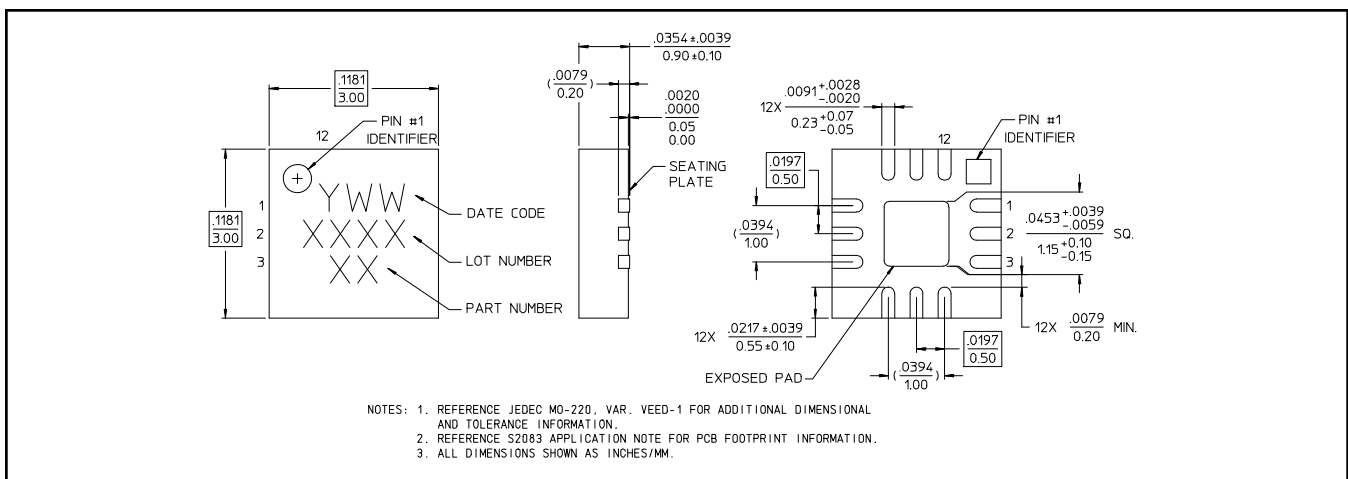 .1181
3.00
PIN #1
IDENTIFIER
12
.1181
3.00
1
2
3
YWW
XXXX
XX
DATE CODE
LOT NUMBER
PART NUMBER
.0354±.0039
0.90±0.10
(.0079
0.20)
.0020
.0000
0.05
0.00
SEATING
PLATE
12X .0091+.0028
-.0020
0.23+0.07
-0.05
12
PIN #1
IDENTIFIER
.0197
0.50
(.0394
1.00)
1
2
3
.0453+.0039
-.0059
1.15+0.10
-0.15
SQ.
12X .0217±.0039
0.55±0.10
12X .0079
0.20 MIN.
.0197
0.50
(.0394
1.00)
EXPOSED PAD
NOTES: 1. REFERENCE JEDEC MO-220, VAR. VEED-1 FOR ADDITIONAL DIMENSIONAL
AND TOLERANCE INFORMATION.
2. REFERENCE S2083 APPLICATION NOTE FOR PCB FOOTPRINT INFORMATION.
3. ALL DIMENSIONS SHOWN AS INCHES/MM.